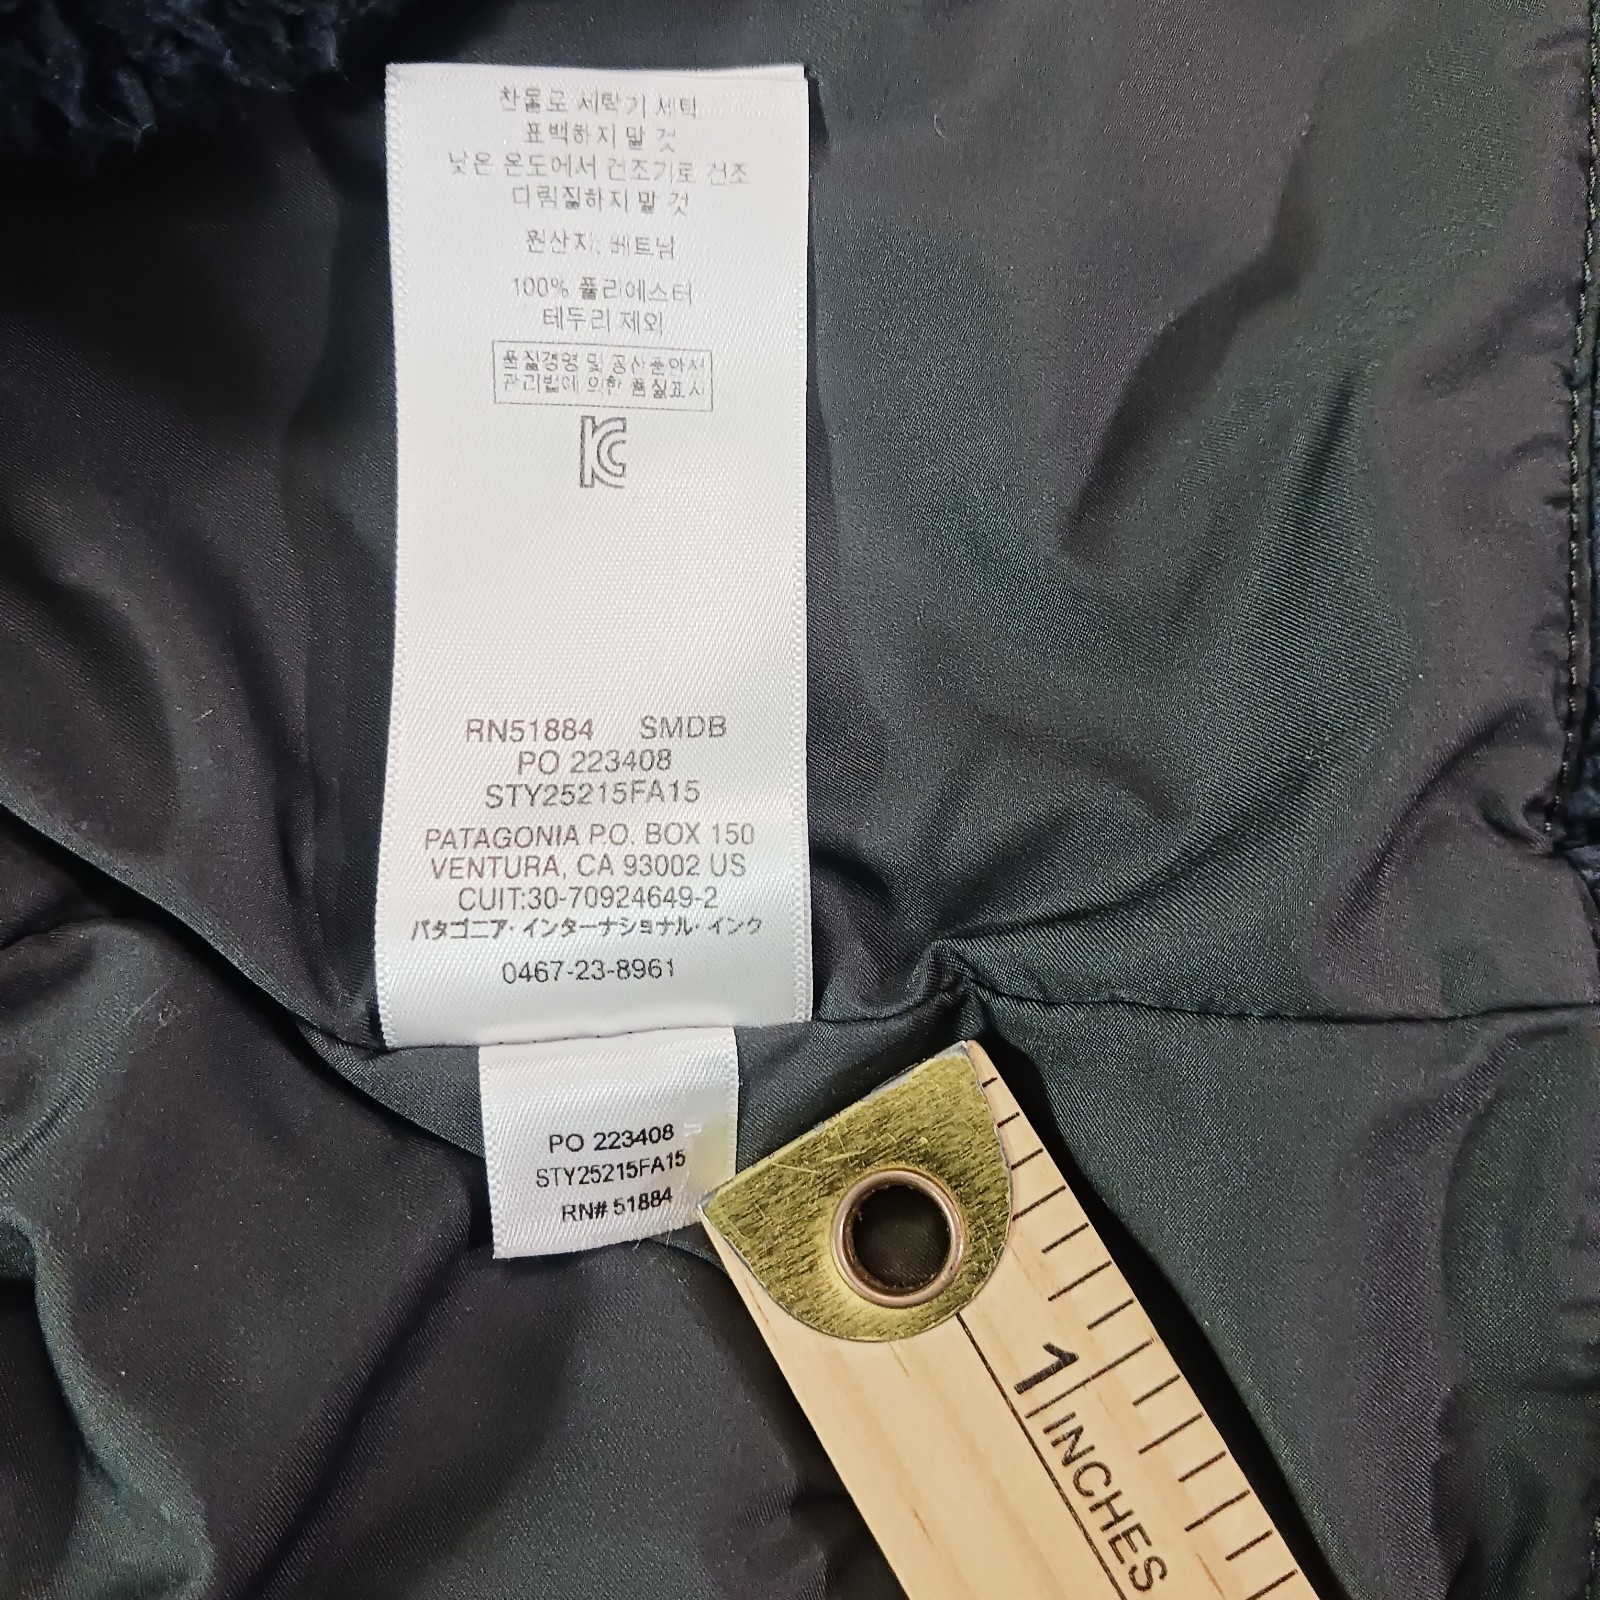 찬물로 세탁기 세탁
표백하지 말 것
낮은 온도에서 건조기로 건조
다림질하지 말 것
원산지: 베트남
100% 폴리에스터
테두리 제외
품질경영 및 공산품안전
관리법에 의한 품질표시
KC
RN51884 SMDB
PO 223408
STY25215FA15
PATAGONIA P.O. BOX 150
VENTURA, CA 93002 US
CUIT:30-70924649-2
パタゴニア・インターナショナル・インク
0467-23-8961
PO 223408
STY25215FA15
RN# 51884
1
INCHES